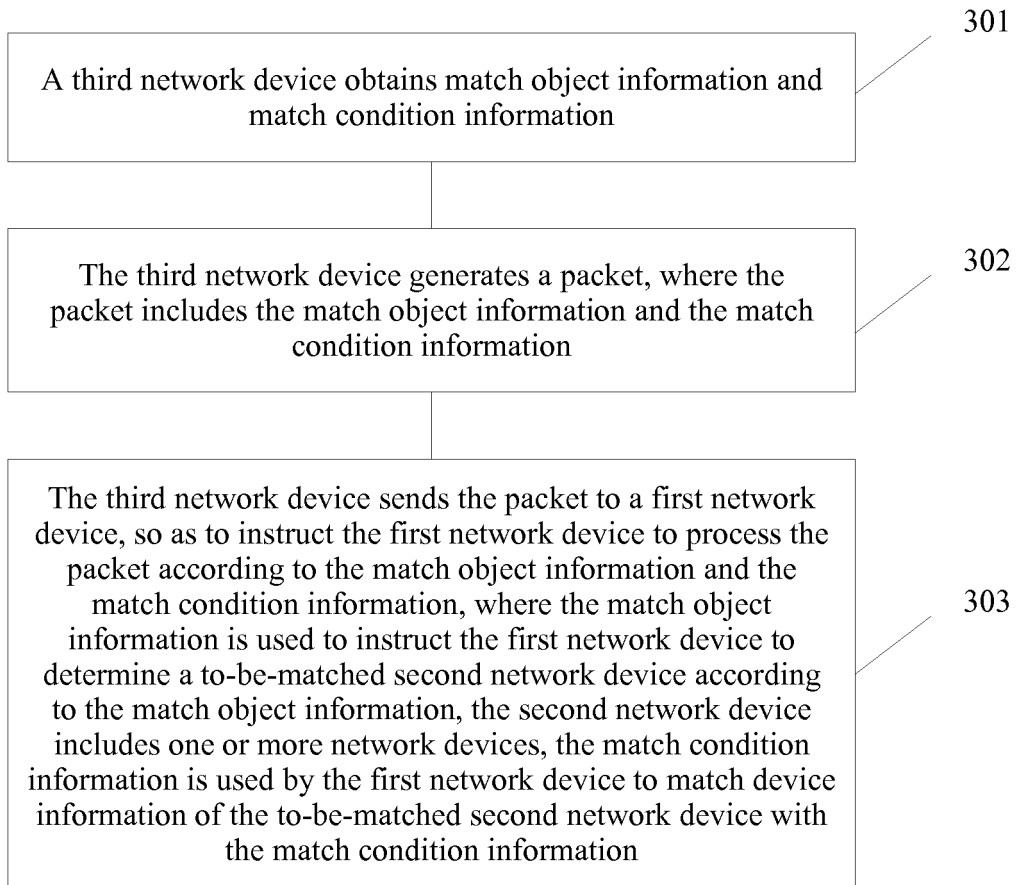 301
A third network device obtains match object information and
match condition information
302
The third network device generates a packet, where the
packet includes the match object information and the match
condition information
The third network device sends the packet to a first network
device, so as to instruct the first network device to process the
packet according to the match object information and the
match condition information, where the match object
information is used to instruct the first network device to
determine a to-be-matched second network device according
to the match object information, the second network device
includes one or more network devices, the match condition
information is used by the first network device to match device
information of the to-be-matched second network device with
the match condition information
303